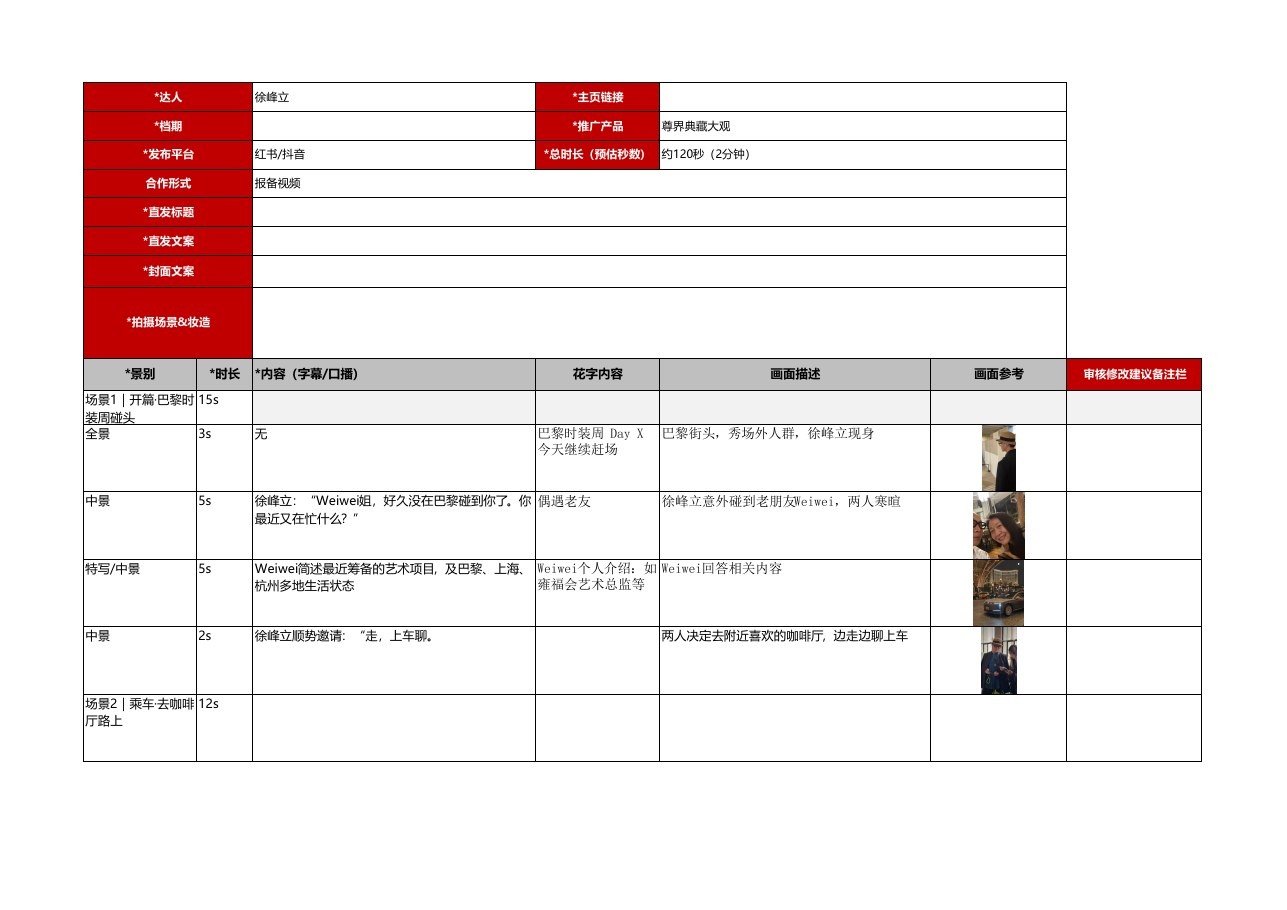 *达人 徐峰立 *主页链接
*档期 *推广产品 尊界典藏大观
*发布平台 红书/抖音 *总时长（预估秒数） 约120秒（2分钟）
合作形式 报备视频
*直发标题
*直发文案
*封面文案
*拍摄场景&妆造
*景别 *时长 *内容（字幕/口播） 花字内容 画面描述 画面参考 审核修改建议备注栏
场景1｜开篇·巴黎时
装周碰头
15s
全景 3s 无
巴黎时装周 Day X
今天继续赶场
巴黎街头，秀场外人群，徐峰立现身
中景 5s
徐峰立：“Weiwei姐，好久没在巴黎碰到你了。你
最近又在忙什么？”
偶遇老友
徐峰立意外碰到老朋友Weiwei，两人寒暄
特写/中景 5s
Weiwei简述最近筹备的艺术项目，及巴黎、上海、
杭州多地生活状态
Weiwei个人介绍：如
雍福会艺术总监等
Weiwei回答相关内容
中景 2s
徐峰立顺势邀请：“走，上车聊。
两人决定去附近喜欢的咖啡厅，边走边聊上车
场景2｜乘车·去咖啡
厅路上
12s